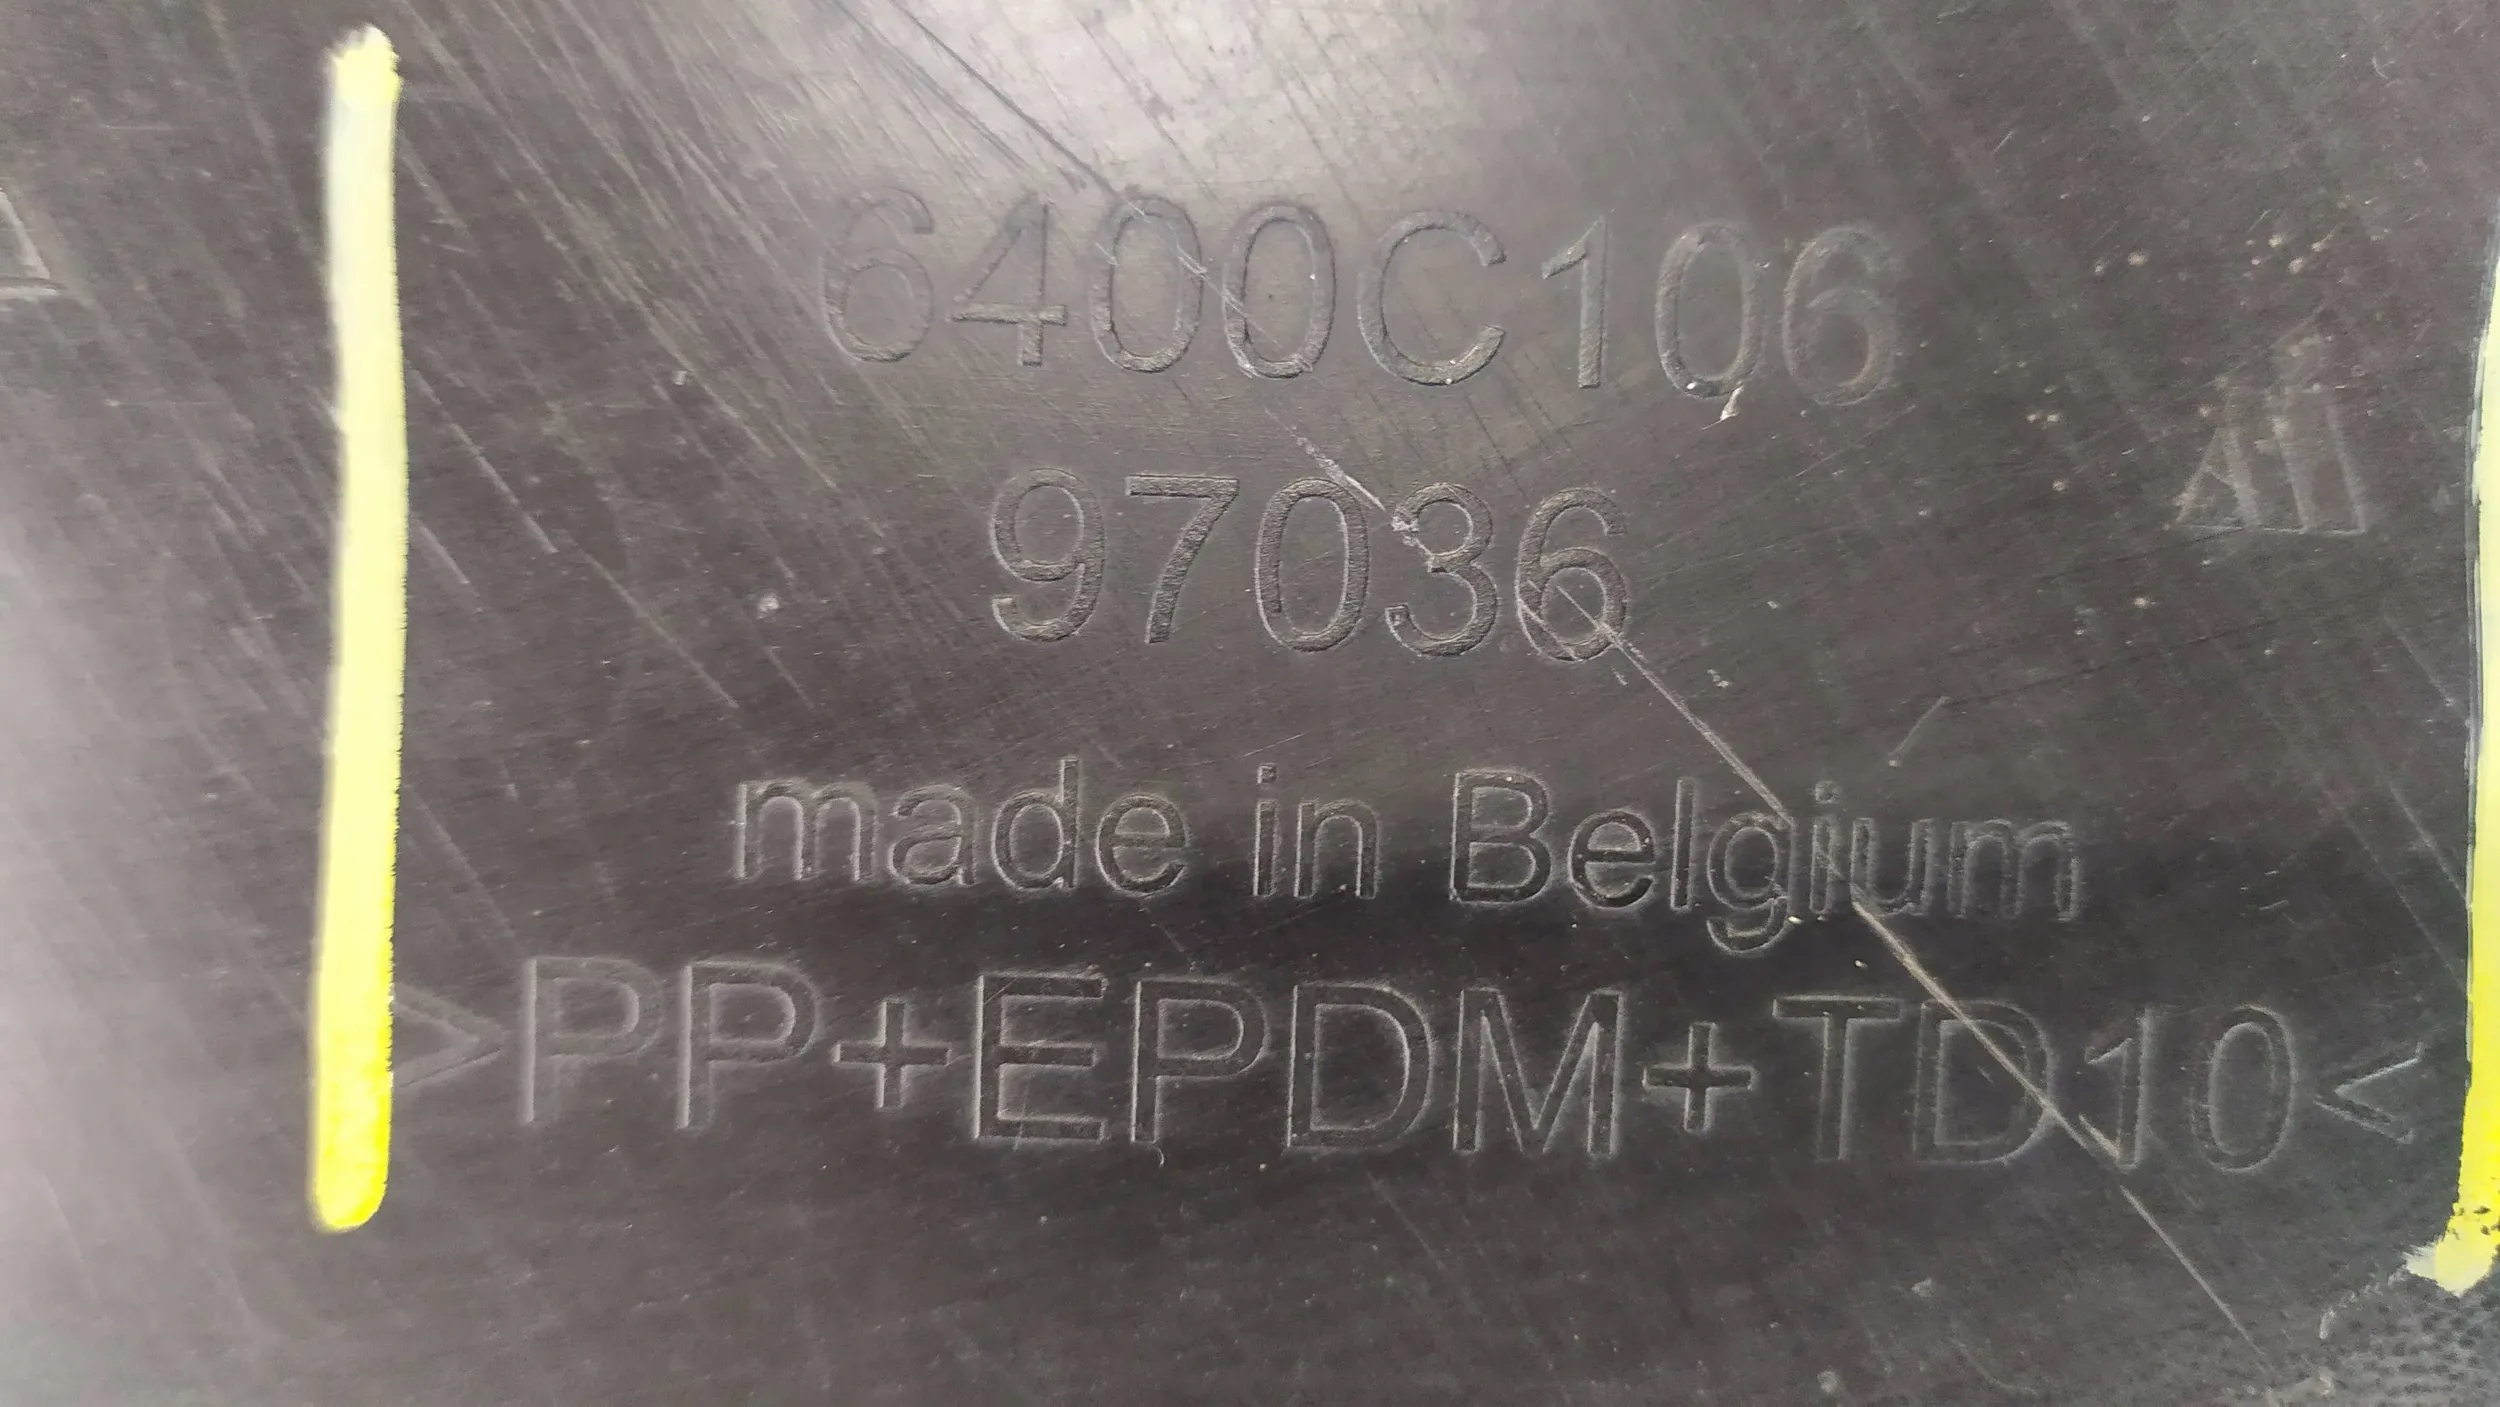 6400C106
97036
made in Belgium
>PP+EPDM+TD10<